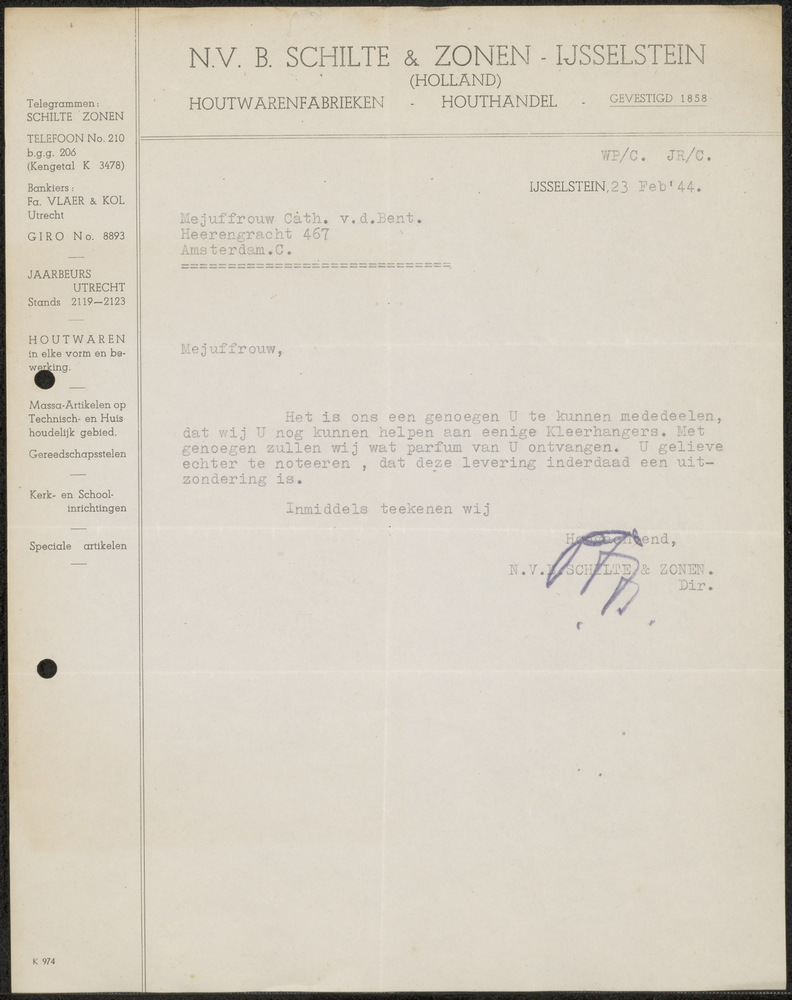 N.V. B. SCHILTE & ZONEN - IJSSELSTEIN
(HOLLAND)
HOUTWARENFABRIEKEN - HOUTHANDEL - GEVESTIGD 1858
Telegrammen:
SCHILTE ZONEN
TELEFOON No. 210
b.g.g. 206
(Kengetal K 3478)
Bankiers:
Fa. VLAER & KOL
Utrecht
GIRO No. 8893
JAARBEURS
UTRECHT
Stands 2119—2123
HOUTWAREN
in elke vorm en be-
werking.
Massa-Artikelen op
Technisch- en Huis
houdelijk gebied.
Gereedschapsstelen
Kerk- en School-
inrichtingen
Speciale artikelen
K 974
WP/C. JR/C.
IJSSELSTEIN, 23 Feb'44.
Mejuffrouw Cath. v.d.Bent.
Heerengracht 467
Amsterdam.C.
==============================
Mejuffrouw,
Het is ons een genoegen U te kunnen mededeelen,
dat wij U nog kunnen helpen aan eenige Kleerhangers. Met
genoegen zullen wij wat parfum van U ontvangen. U gelieve
echter te noteeren , dat deze levering inderdaad een uit-
zondering is.
Inmiddels teekenen wij
Hoogachtend,
N.V.B.SCHILTE & ZONEN.
Dir.